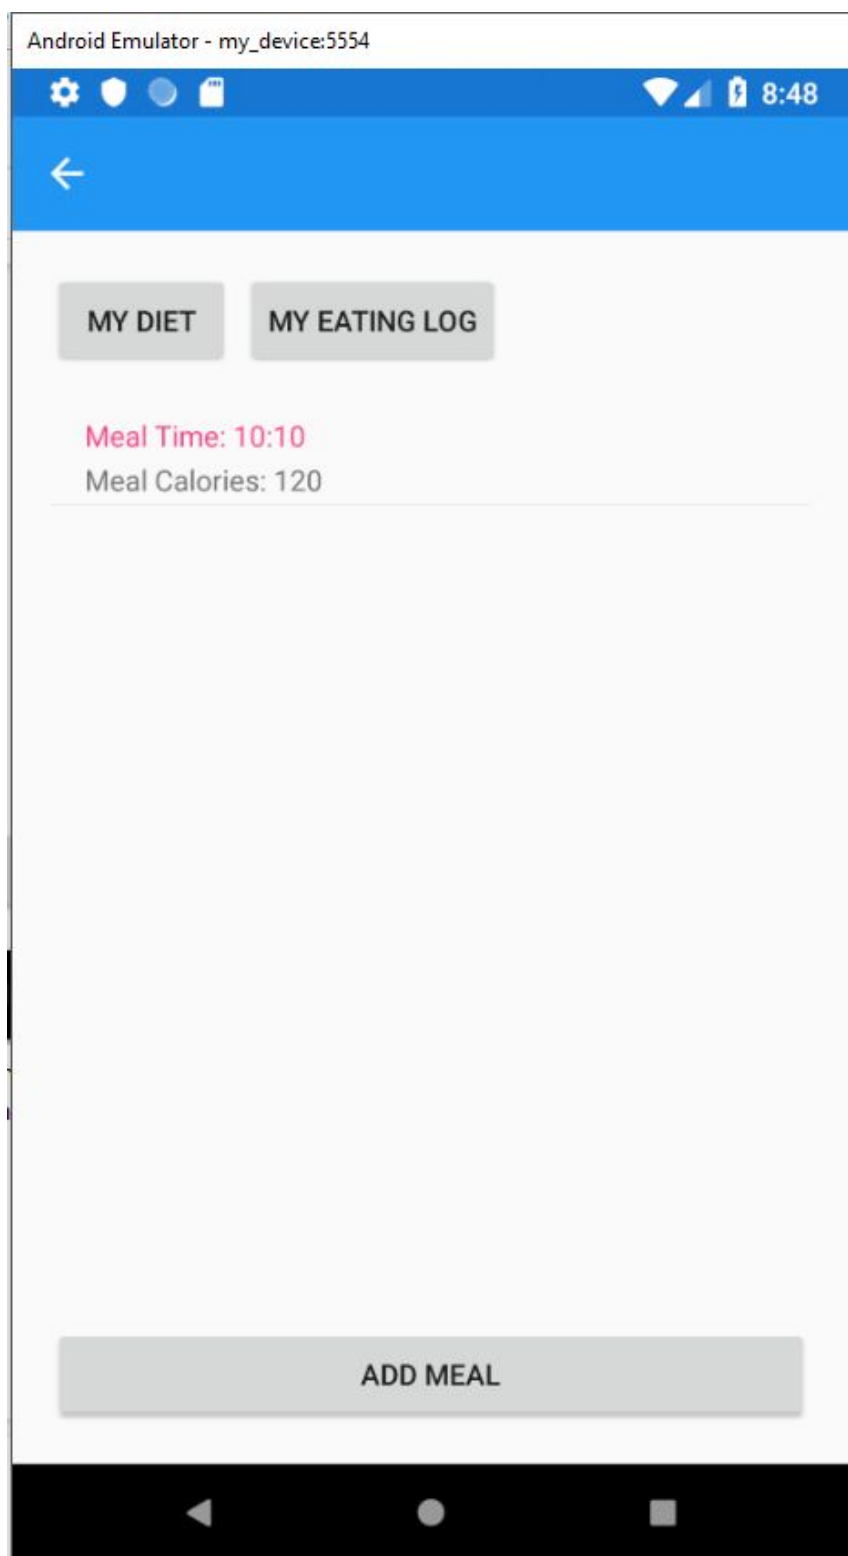 Android Emulator - my_device:5554
8:48
MY DIET MY EATING LOG
Meal Time: 10:10
Meal Calories: 120
ADD MEAL